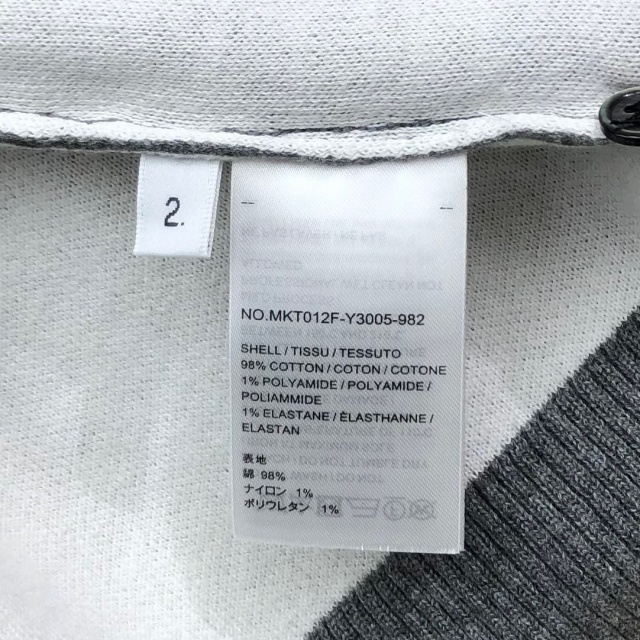 2.
NO.MKT012F-Y3005-982
SHELL / TISSU / TESSUTO
98% COTTON / COTON / COTONE
1% POLYAMIDE / POLYAMIDE /
POLIAMMIDE
1% ELASTANE / ÉLASTHANNE /
ELASTAN
表地
綿 98%
ナイロン 1%
ポリウレタン 1%